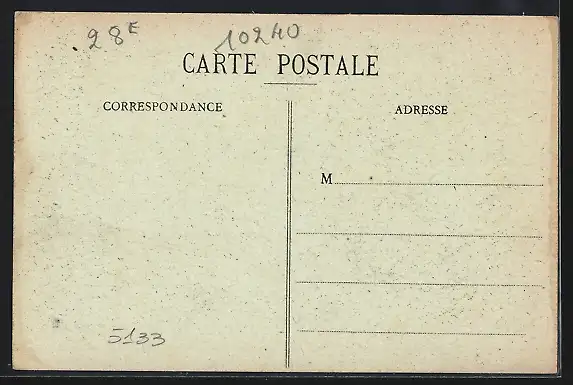 28E 10240
CARTE POSTALE
CORRESPONDANCE
ADRESSE
M
5133